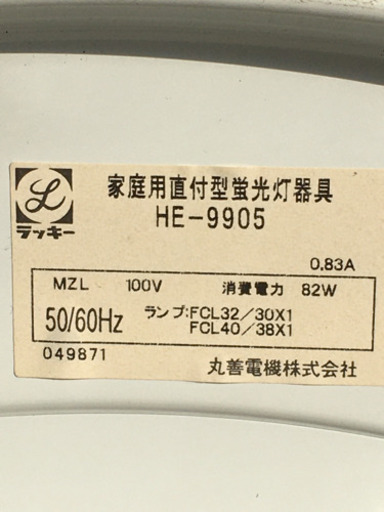 ラッキー
家庭用直付型蛍光灯器具
HE-9905
0.83A
MZL 100V 消費電力 82W
50/60Hz
ランプ:FCL32/30X1
FCL40/38X1
049871
丸善電機株式会社